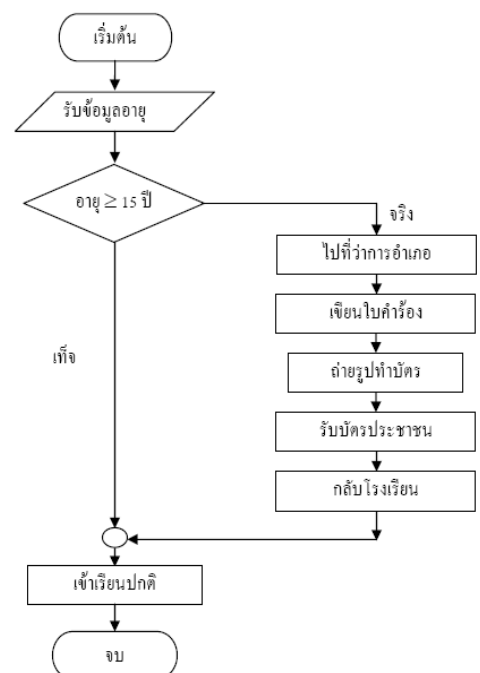 เริ่มต้น
รับข้อมูลอายุ
อายุ ≥ 15 ปี
จริง
ไปที่ว่าการอำเภอ
เขียนใบคำร้อง
ถ่ายรูปทำบัตร
เท็จ
รับบัตรประชาชน
กลับโรงเรียน
เข้าเรียนปกติ
จบ